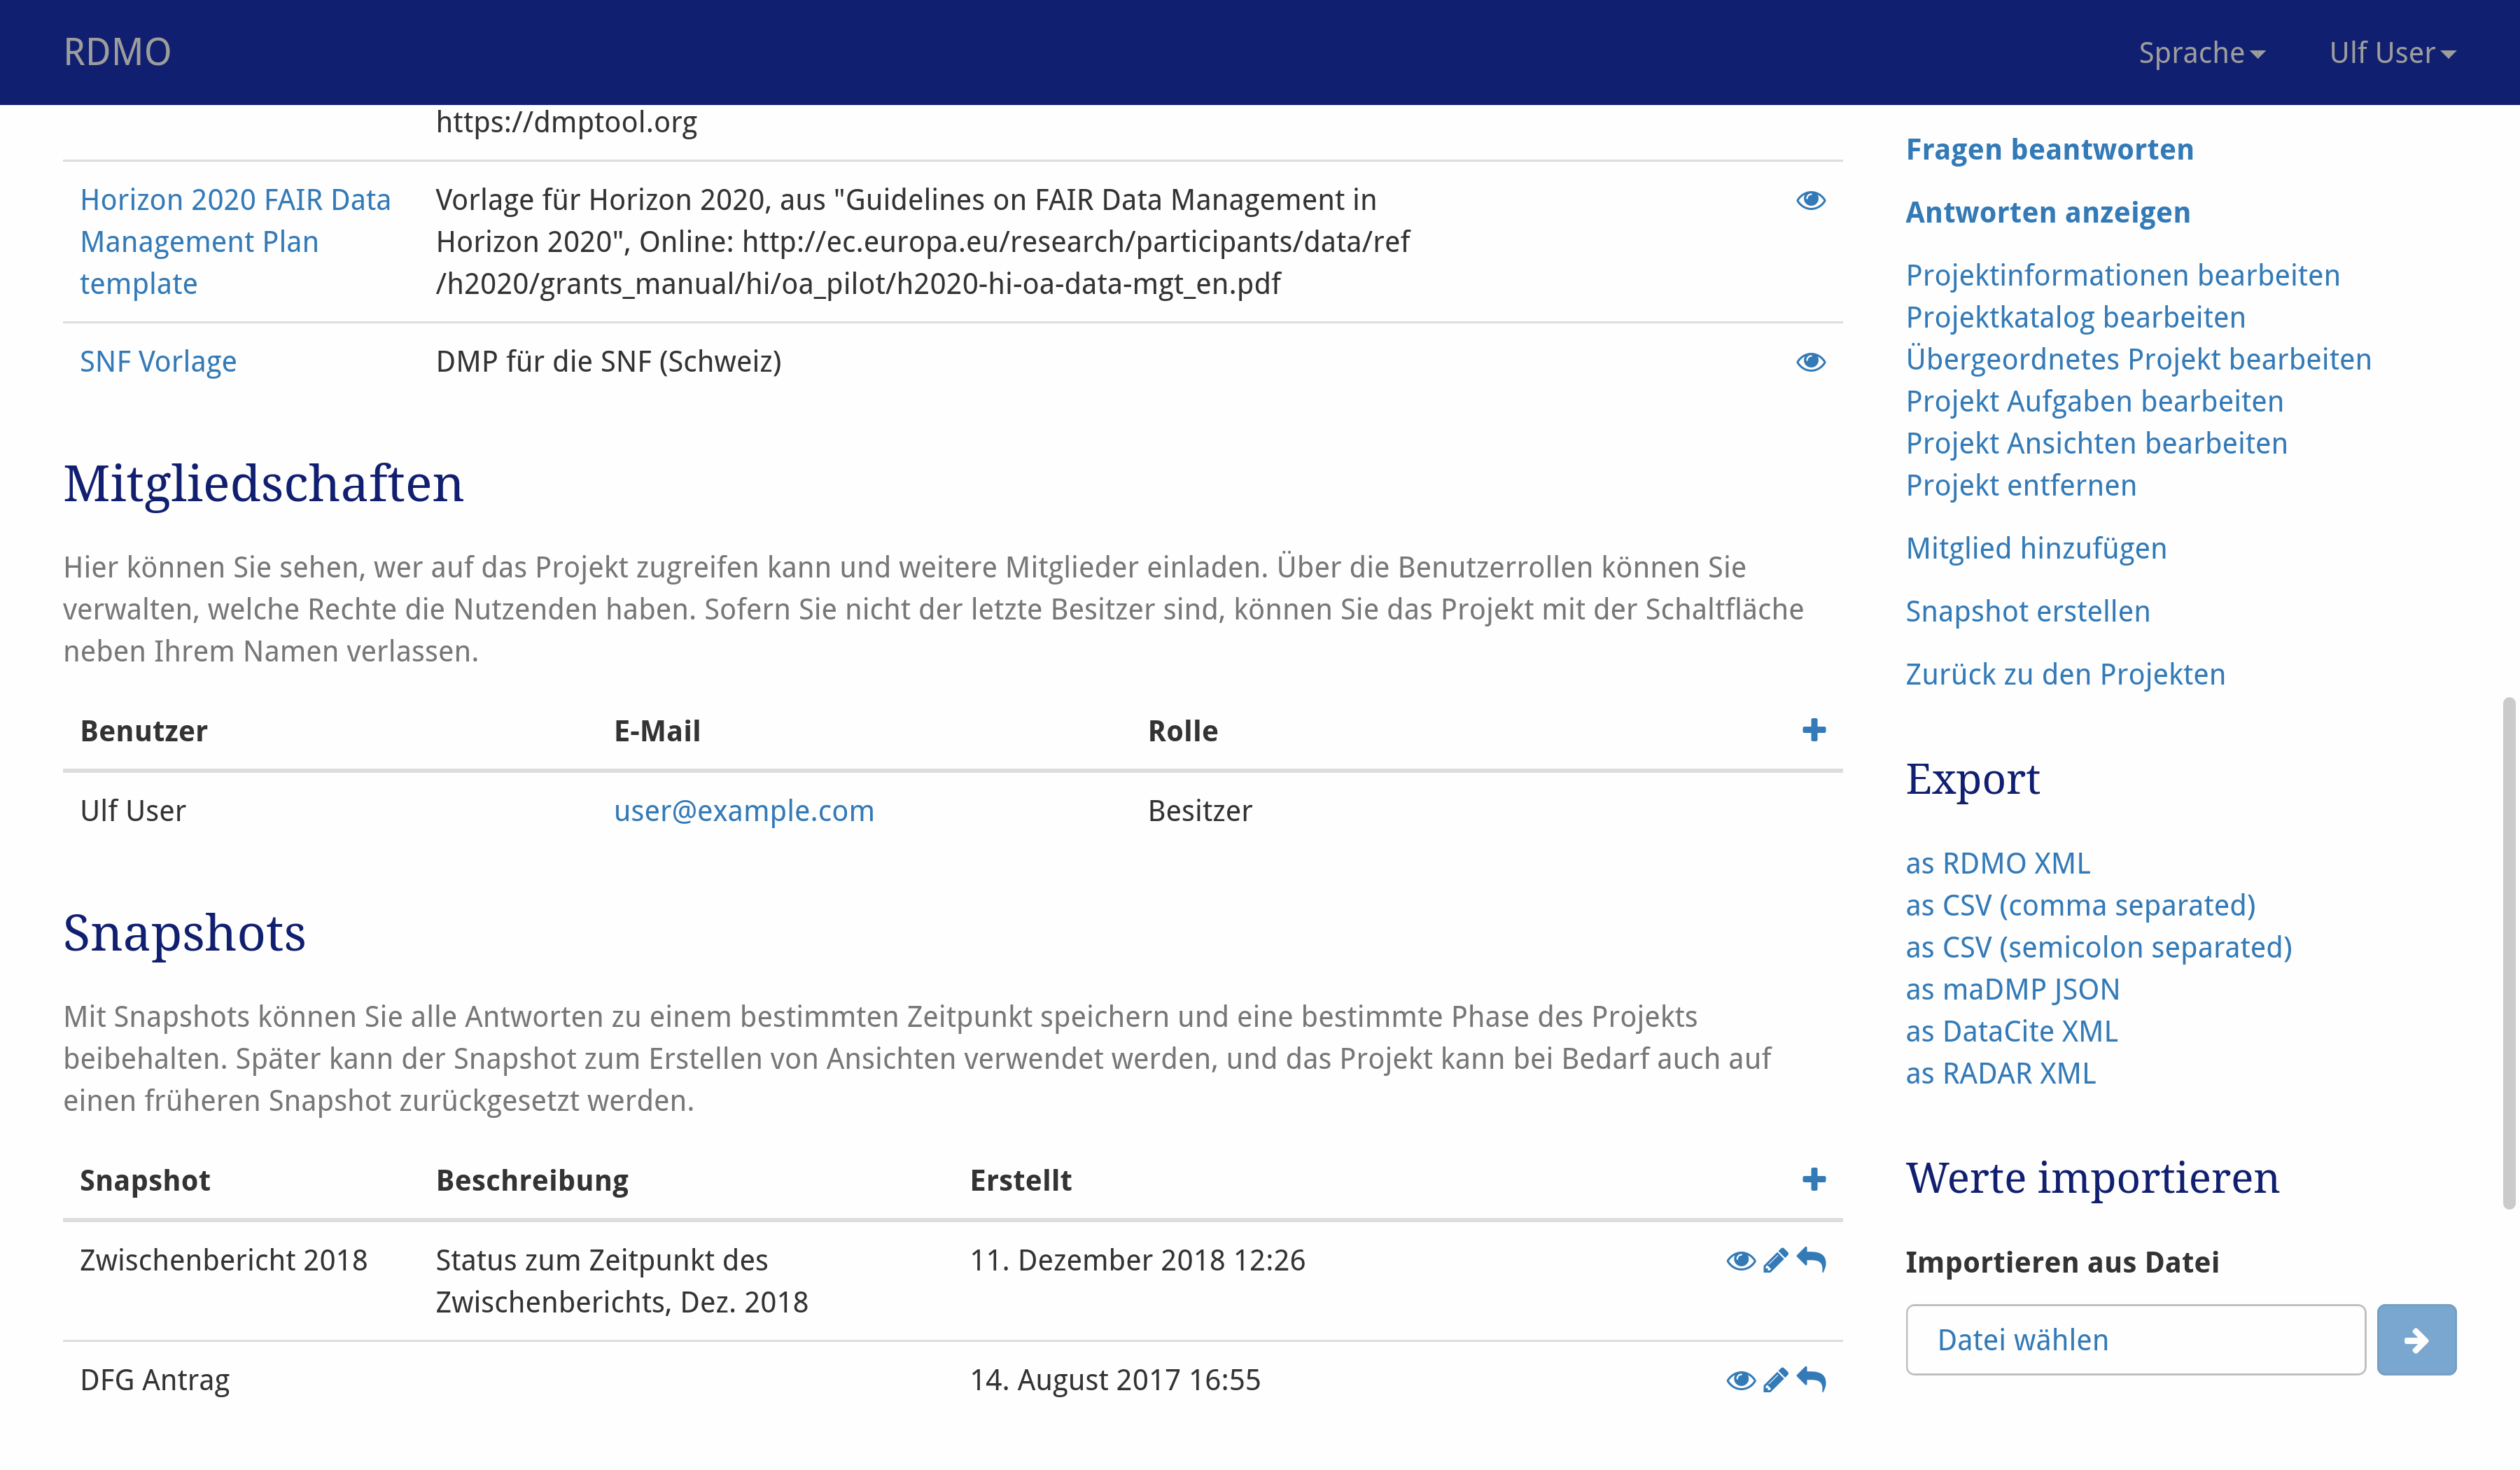 RDMO
Sprache
Ulf User
https://dmptool.org
Horizon 2020 FAIR Data
Management Plan
template
Vorlage für Horizon 2020, aus "Guidelines on FAIR Data Management in
Horizon 2020", Online: http://ec.europa.eu/research/participants/data/ref
/h2020/grants_manual/hi/oa_pilot/h2020-hi-oa-data-mgt_en.pdf
SNF Vorlage
DMP für die SNF (Schweiz)
Mitgliedschaften
Hier können Sie sehen, wer auf das Projekt zugreifen kann und weitere Mitglieder einladen. Über die Benutzerrollen können Sie
verwalten, welche Rechte die Nutzenden haben. Sofern Sie nicht der letzte Besitzer sind, können Sie das Projekt mit der Schaltfläche
neben Ihrem Namen verlassen.
Benutzer
E-Mail
Rolle
Ulf User
user@example.com
Besitzer
Snapshots
Mit Snapshots können Sie alle Antworten zu einem bestimmten Zeitpunkt speichern und eine bestimmte Phase des Projekts
beibehalten. Später kann der Snapshot zum Erstellen von Ansichten verwendet werden, und das Projekt kann bei Bedarf auch auf
einen früheren Snapshot zurückgesetzt werden.
Snapshot
Beschreibung
Erstellt
Zwischenbericht 2018
Status zum Zeitpunkt des
Zwischenberichts, Dez. 2018
11. Dezember 2018 12:26
DFG Antrag
14. August 2017 16:55
Fragen beantworten
Antworten anzeigen
Projektinformationen bearbeiten
Projektkatalog bearbeiten
Übergeordnetes Projekt bearbeiten
Projekt Aufgaben bearbeiten
Projekt Ansichten bearbeiten
Projekt entfernen
Mitglied hinzufügen
Snapshot erstellen
Zurück zu den Projekten
Export
as RDMO XML
as CSV (comma separated)
as CSV (semicolon separated)
as maDMP JSON
as DataCite XML
as RADAR XML
Werte importieren
Importieren aus Datei
Datei wählen